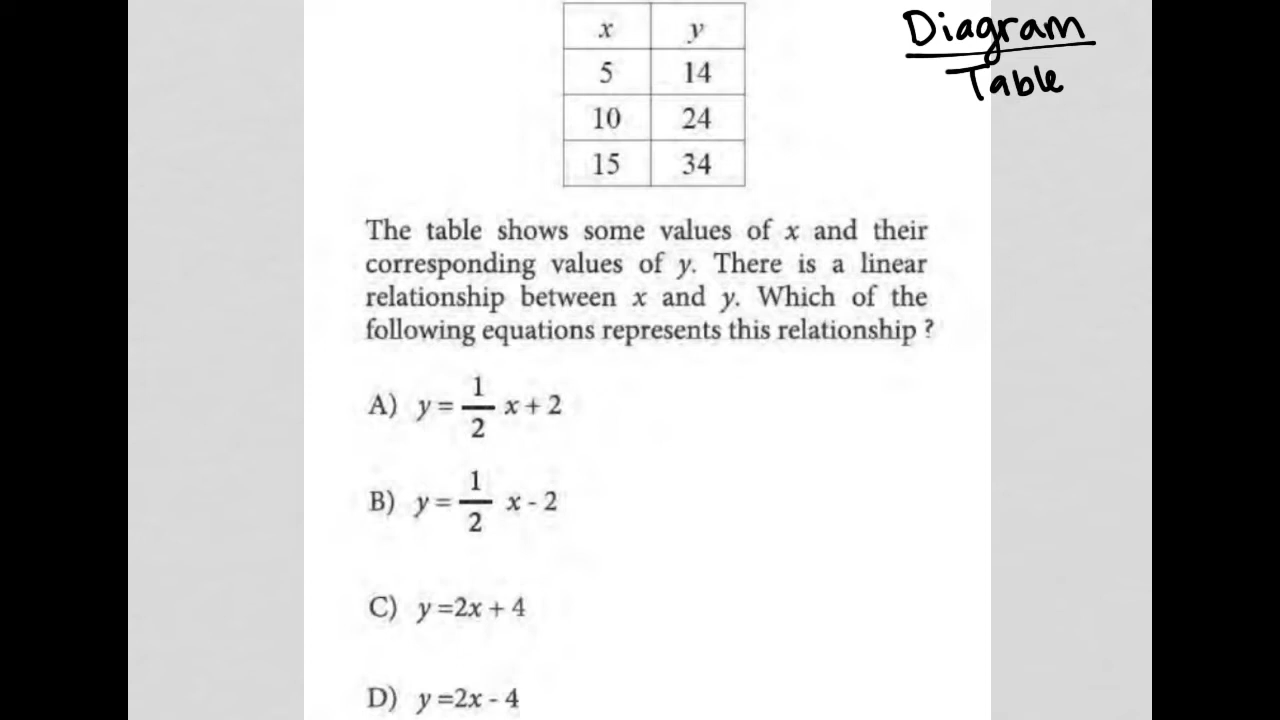 Diagram
Table
x y
5 14
10 24
15 34
The table shows some values of x and their
corresponding values of y. There is a linear
relationship between x and y. Which of the
following equations represents this relationship ?
A) y = 1/2 x + 2
B) y = 1/2 x - 2
C) y =2x + 4
D) y =2x - 4